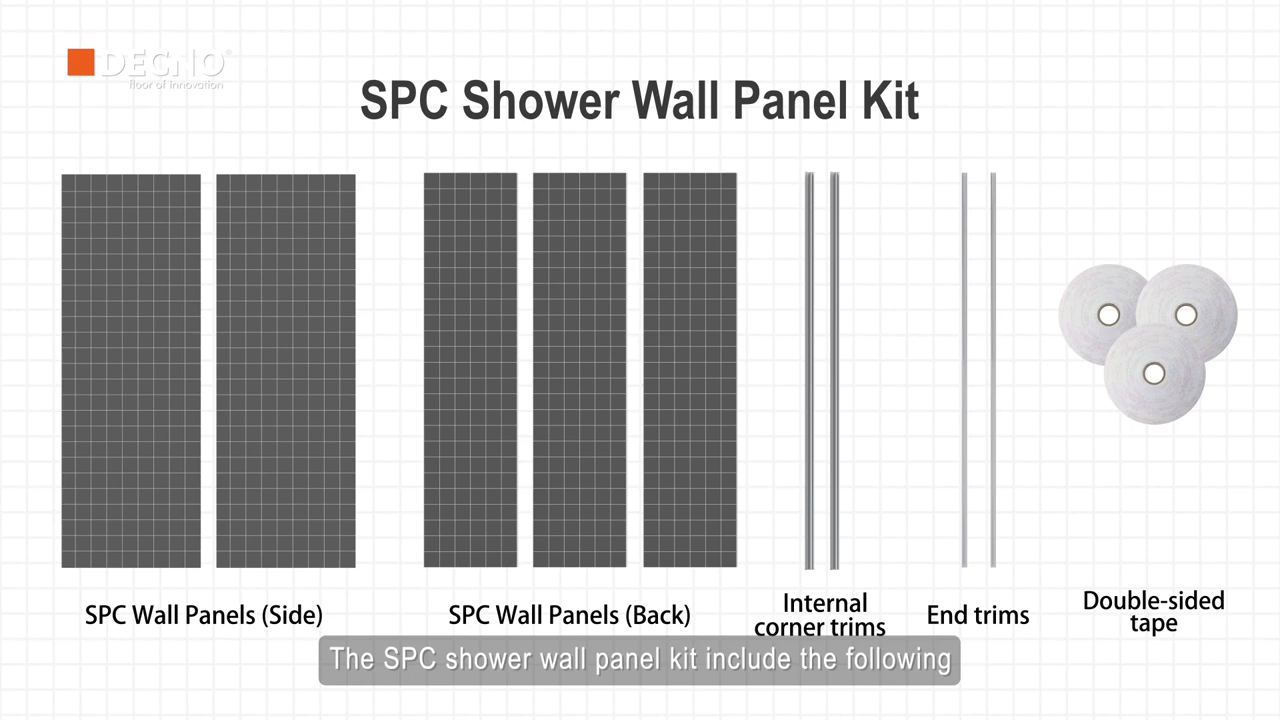 DECNO®
floor of innovation
SPC Shower Wall Panel Kit
SPC Wall Panels (Side)
SPC Wall Panels (Back)
Internal
corner trims
End trims
Double-sided
tape
The SPC shower wall panel kit include the following